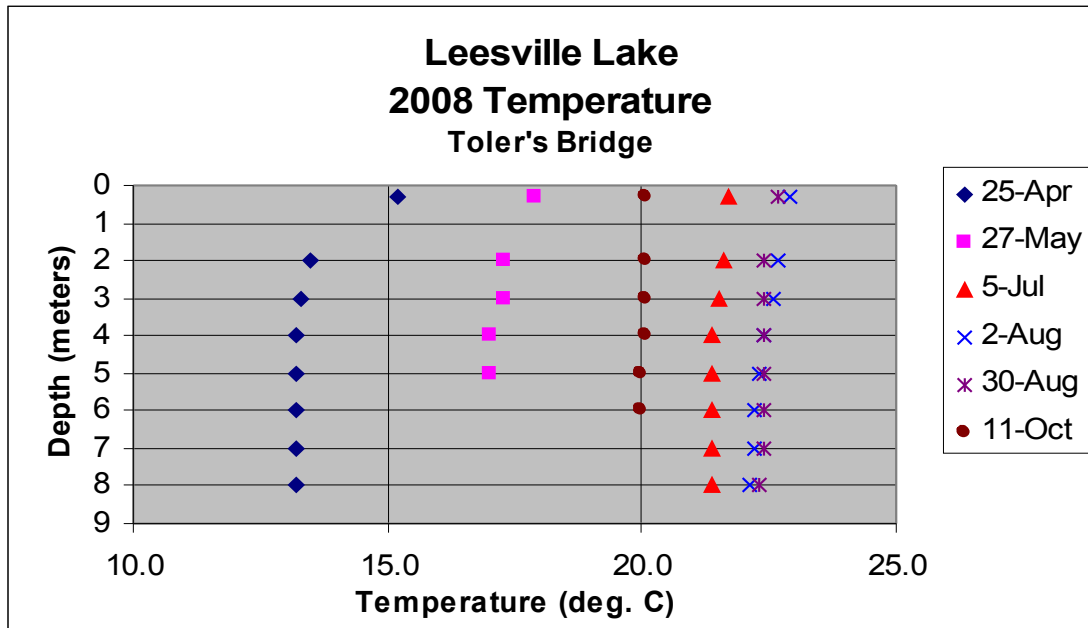 Leesville Lake
2008 Temperature
Toler's Bridge
0
1
2
3
4
5
6
7
8
9
Depth (meters)
10.0 15.0 20.0 25.0
Temperature (deg. C)
25-Apr
27-May
5-Jul
2-Aug
30-Aug
11-Oct